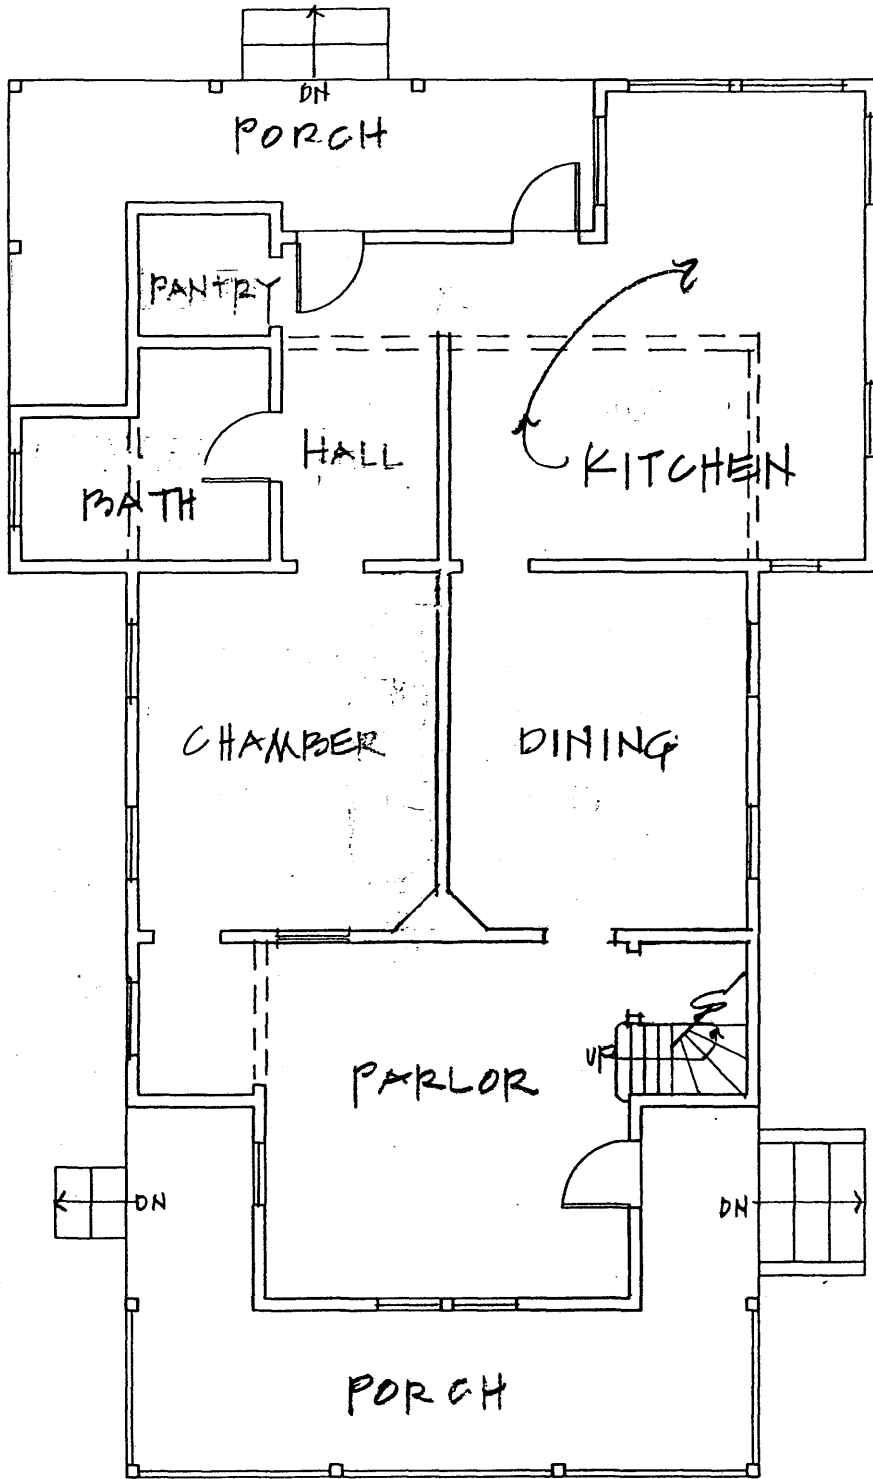 DN
PORCH
PANTRY
HALL
KITCHEN
BATH
CHAMBER
DINING
UP
PARLOR
DN
DN
PORCH